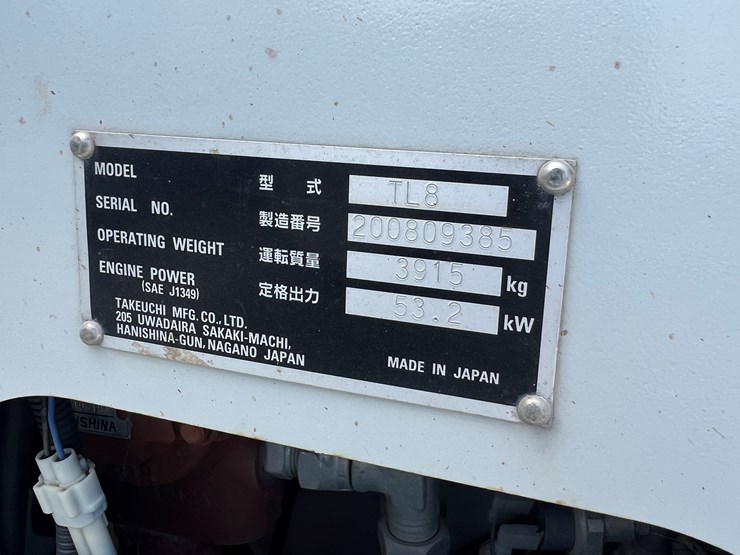 MODEL 型 式 TL8
SERIAL NO. 製造番号 200809385
OPERATING WEIGHT 運転質量 3915 kg
ENGINE POWER 定格出力 53.2 kW
(SAE J1349)
TAKEUCHI MFG. CO., LTD.
205 UWADAIRA SAKAKI-MACHI,
HANISHINA-GUN, NAGANO JAPAN
MADE IN JAPAN